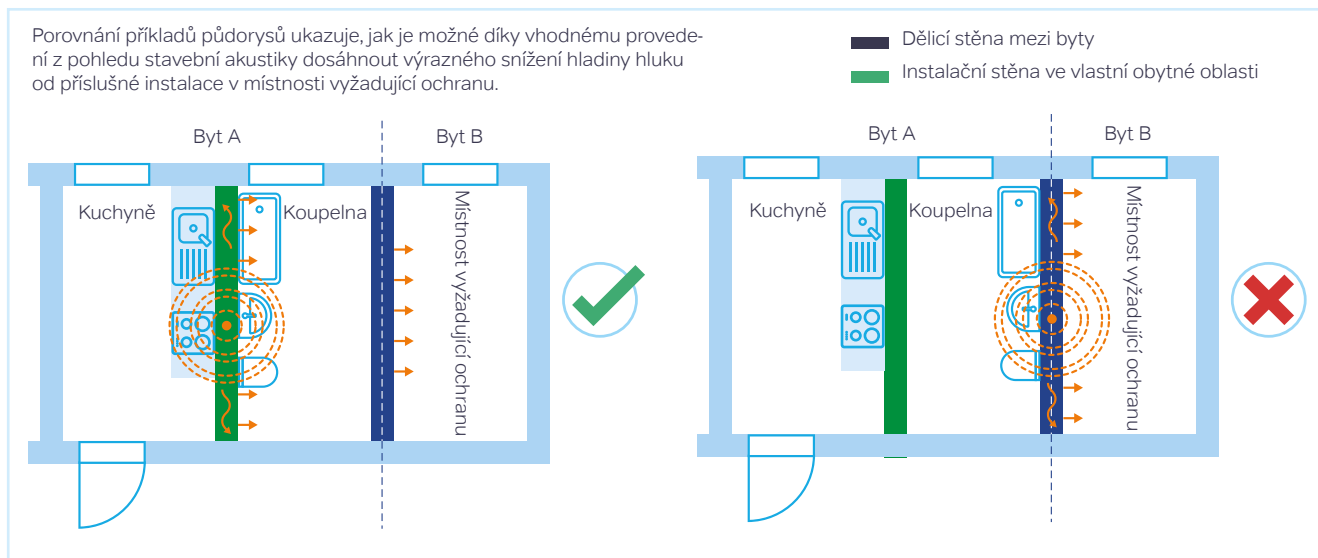 Porovnání příkladů půdorysů ukazuje, jak je možné díky vhodnému provede-
ní z pohledu stavební akustiky dosáhnout výrazného snížení hladiny hluku
od příslušné instalace v místnosti vyžadující ochranu.
Dělicí stěna mezi byty
Instalační stěna ve vlastní obytné oblasti
Byt A
Byt B
Kuchyně
Koupelna
Místnost vyžadující ochranu
Byt A
Byt B
Kuchyně
Koupelna
Místnost vyžadující ochranu